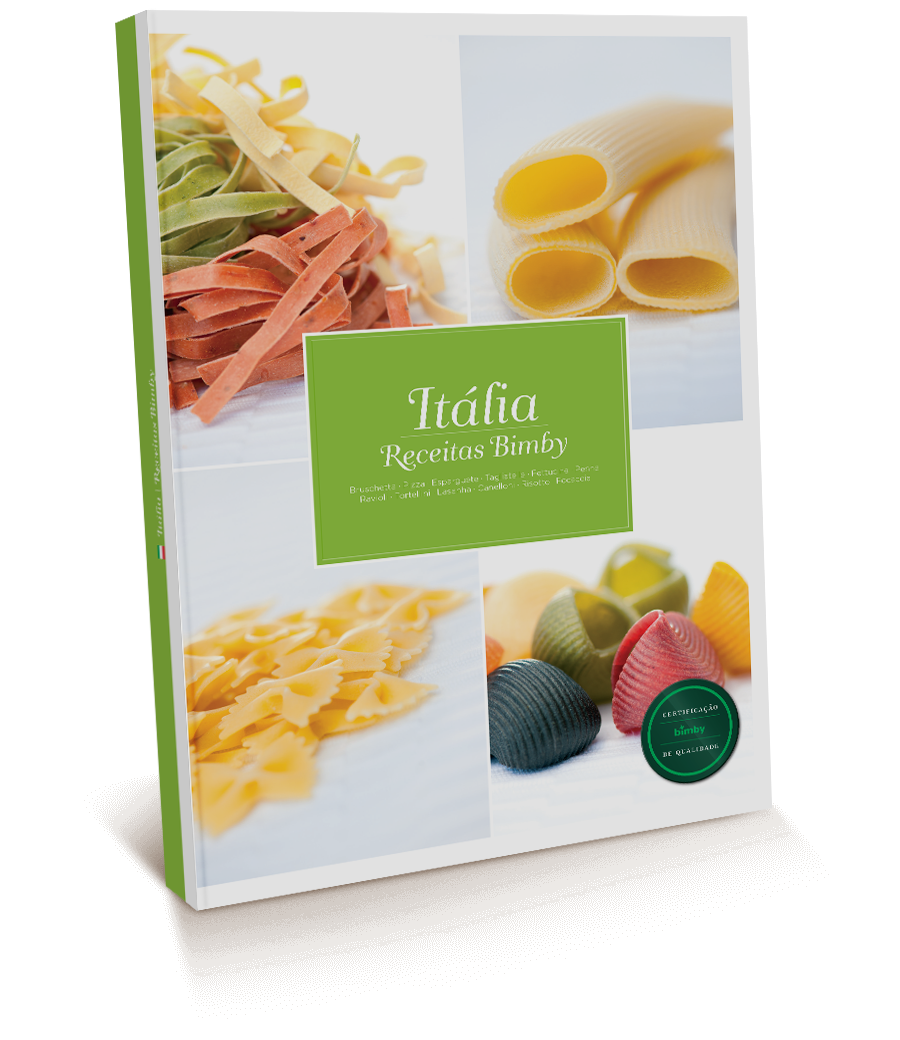 Itália
Receitas Bimby
Bruschetta · Pizza · Esparguete · Tagliatelle · Fettucine · Penne
Ravioli · Tortellini · Lasanha · Canelloni · Risotto · Focaccia
Itália | Receitas Bimby
CERTIFICAÇÃO
bimby
DE QUALIDADE